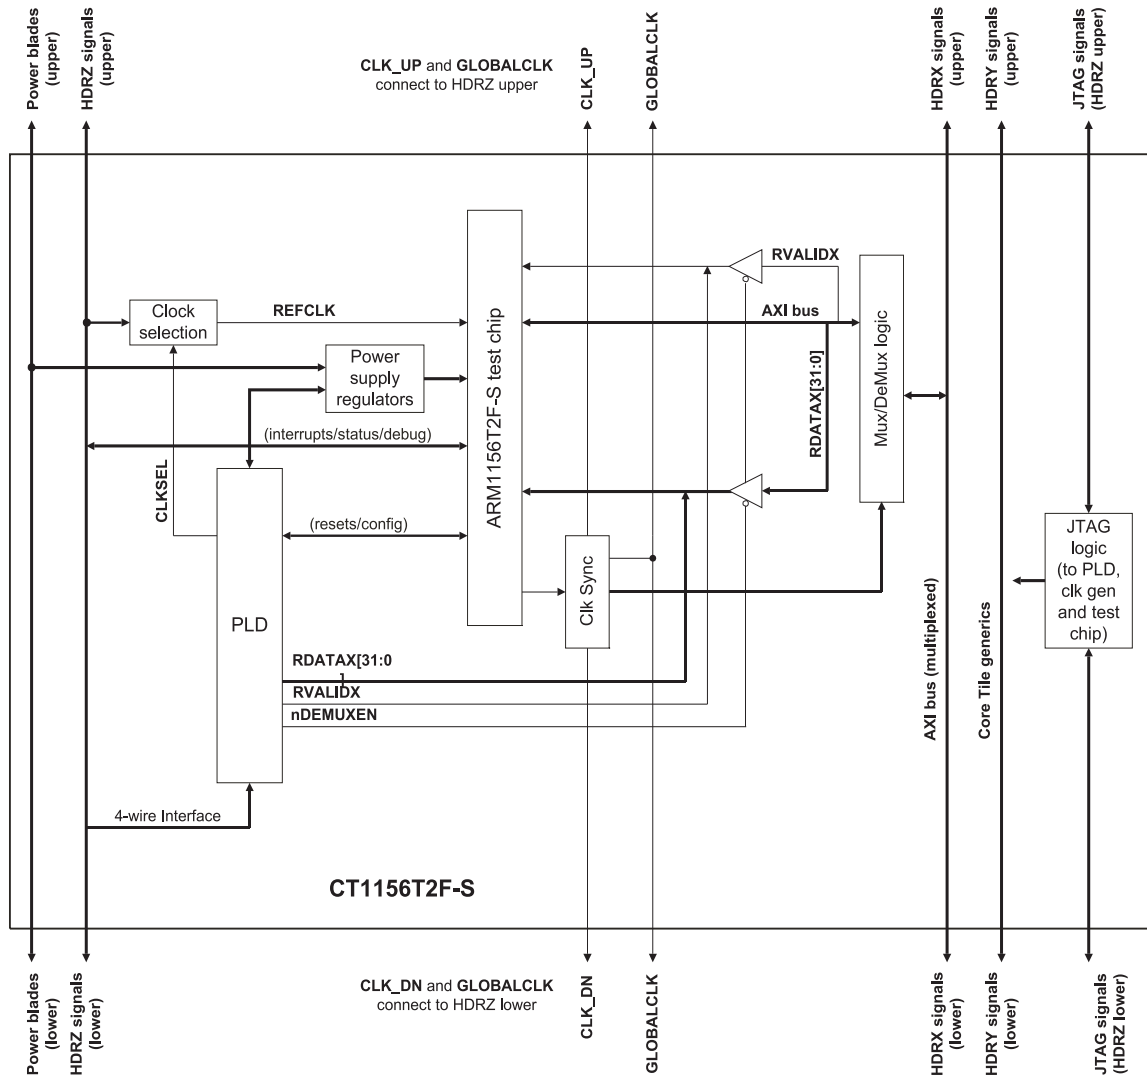 Power blades
(upper)
HDRZ signals
(upper)
CLK_UP and GLOBALCLK
connect to HDRZ upper
CLK_UP
GLOBALCLK
HDRX signals
(upper)
HDRY signals
(upper)
JTAG signals
(HDRZ upper)
Clock
selection
REFCLK
ARM1156T2F-S test chip
RVALIDX
AXI bus
Mux/DeMux logic
Power
supply
regulators
RDATAX[31:0]
(interrupts/status/debug)
CLKSEL
(resets/config)
PLD
Clk Sync
JTAG
logic
(to PLD,
clk gen
and test
chip)
RDATAX[31:0
]
RVALIDX
nDEMUXEN
AXI bus (multiplexed)
Core Tile generics
4-wire Interface
CT1156T2F-S
Power blades
(lower)
HDRZ signals
(lower)
CLK_DN and GLOBALCLK
connect to HDRZ lower
CLK_DN
GLOBALCLK
HDRX signals
(lower)
HDRY signals
(lower)
JTAG signals
(HDRZ lower)